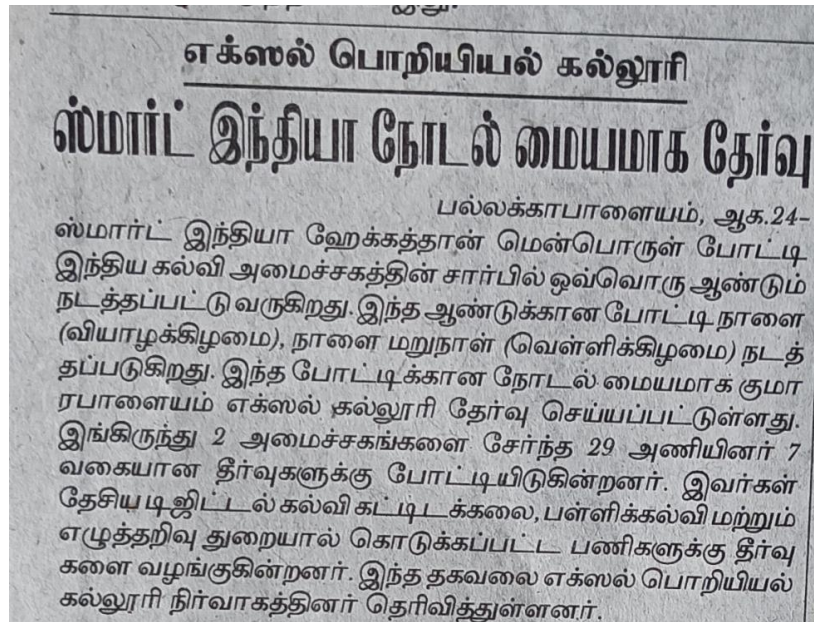 எக்ஸல் பொறியியல் கல்லூரி
ஸ்மார்ட் இந்தியா நோடல் மையமாக தேர்வு
பல்லக்காபாளையம், ஆக.24-
ஸ்மார்ட் இந்தியா ஹேக்கத்தான் மென்பொருள் போட்டி
இந்திய கல்வி அமைச்சகத்தின் சார்பில் ஒவ்வொரு ஆண்டும்
நடத்தப்பட்டு வருகிறது. இந்த ஆண்டுக்கான போட்டி நாளை
(வியாழக்கிழமை), நாளை மறுநாள் (வெள்ளிக்கிழமை) நடத்
தப்படுகிறது. இந்த போட்டிக்கான நோடல் மையமாக குமா
ரபாளையம் எக்ஸல் கல்லூரி தேர்வு செய்யப்பட்டுள்ளது.
இங்கிருந்து 2 அமைச்சகங்களை சேர்ந்த 29 அணியினர் 7
வகையான தீர்வுகளுக்கு போட்டியிடுகின்றனர். இவர்கள்
தேசிய டிஜிட்டல் கல்வி கட்டிடக்கலை, பள்ளிக்கல்வி மற்றும்
எழுத்தறிவு துறையால் கொடுக்கப்பட்ட பணிகளுக்கு தீர்வு
களை வழங்குகின்றனர். இந்த தகவலை எக்ஸல் பொறியியல்
கல்லூரி நிர்வாகத்தினர் தெரிவித்துள்ளனர்.